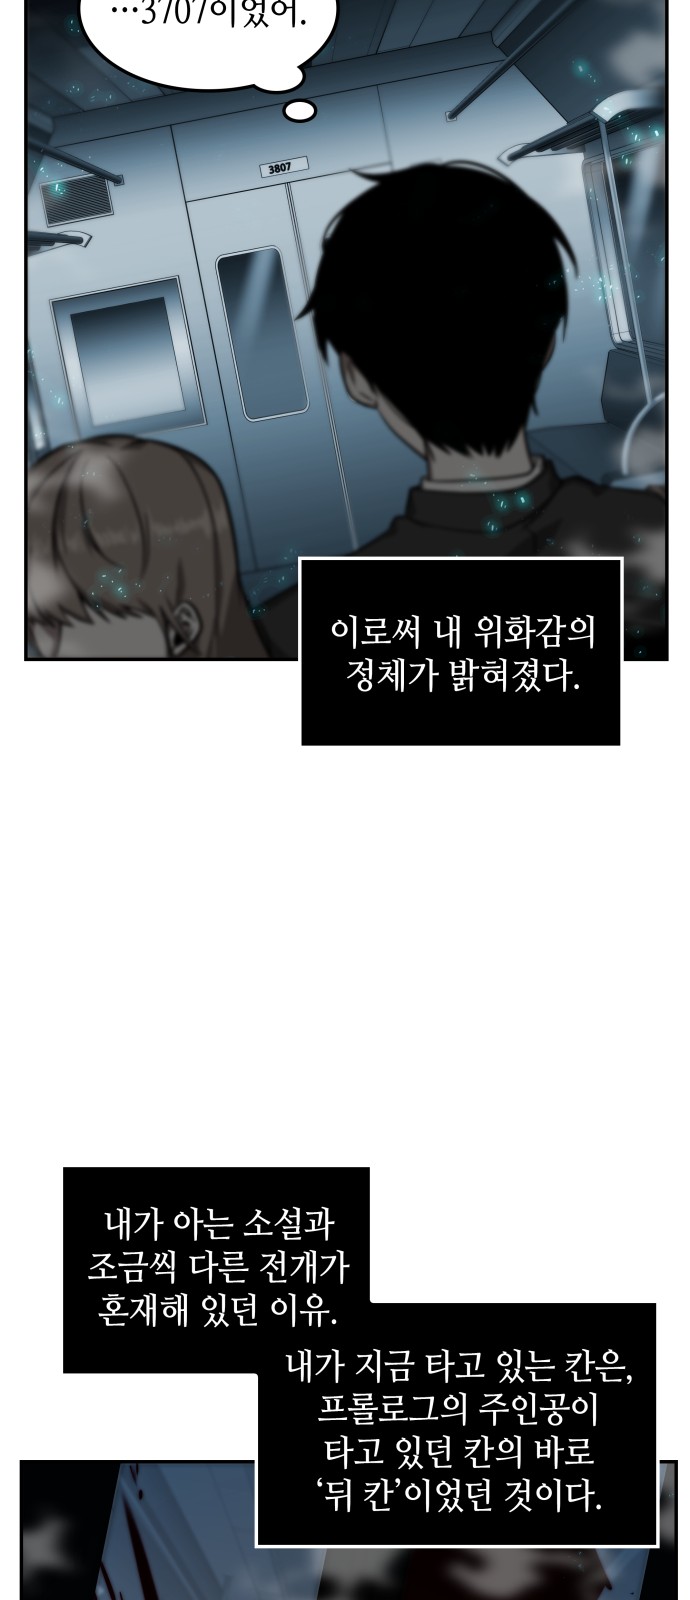 …3707이었어.
3807
이로써 내 위화감의
정체가 밝혀졌다.
내가 아는 소설과
조금씩 다른 전개가
혼재해 있던 이유.
내가 지금 타고 있는 칸은,
프롤로그의 주인공이
타고 있던 칸의 바로
‘뒤 칸’이었던 것이다.